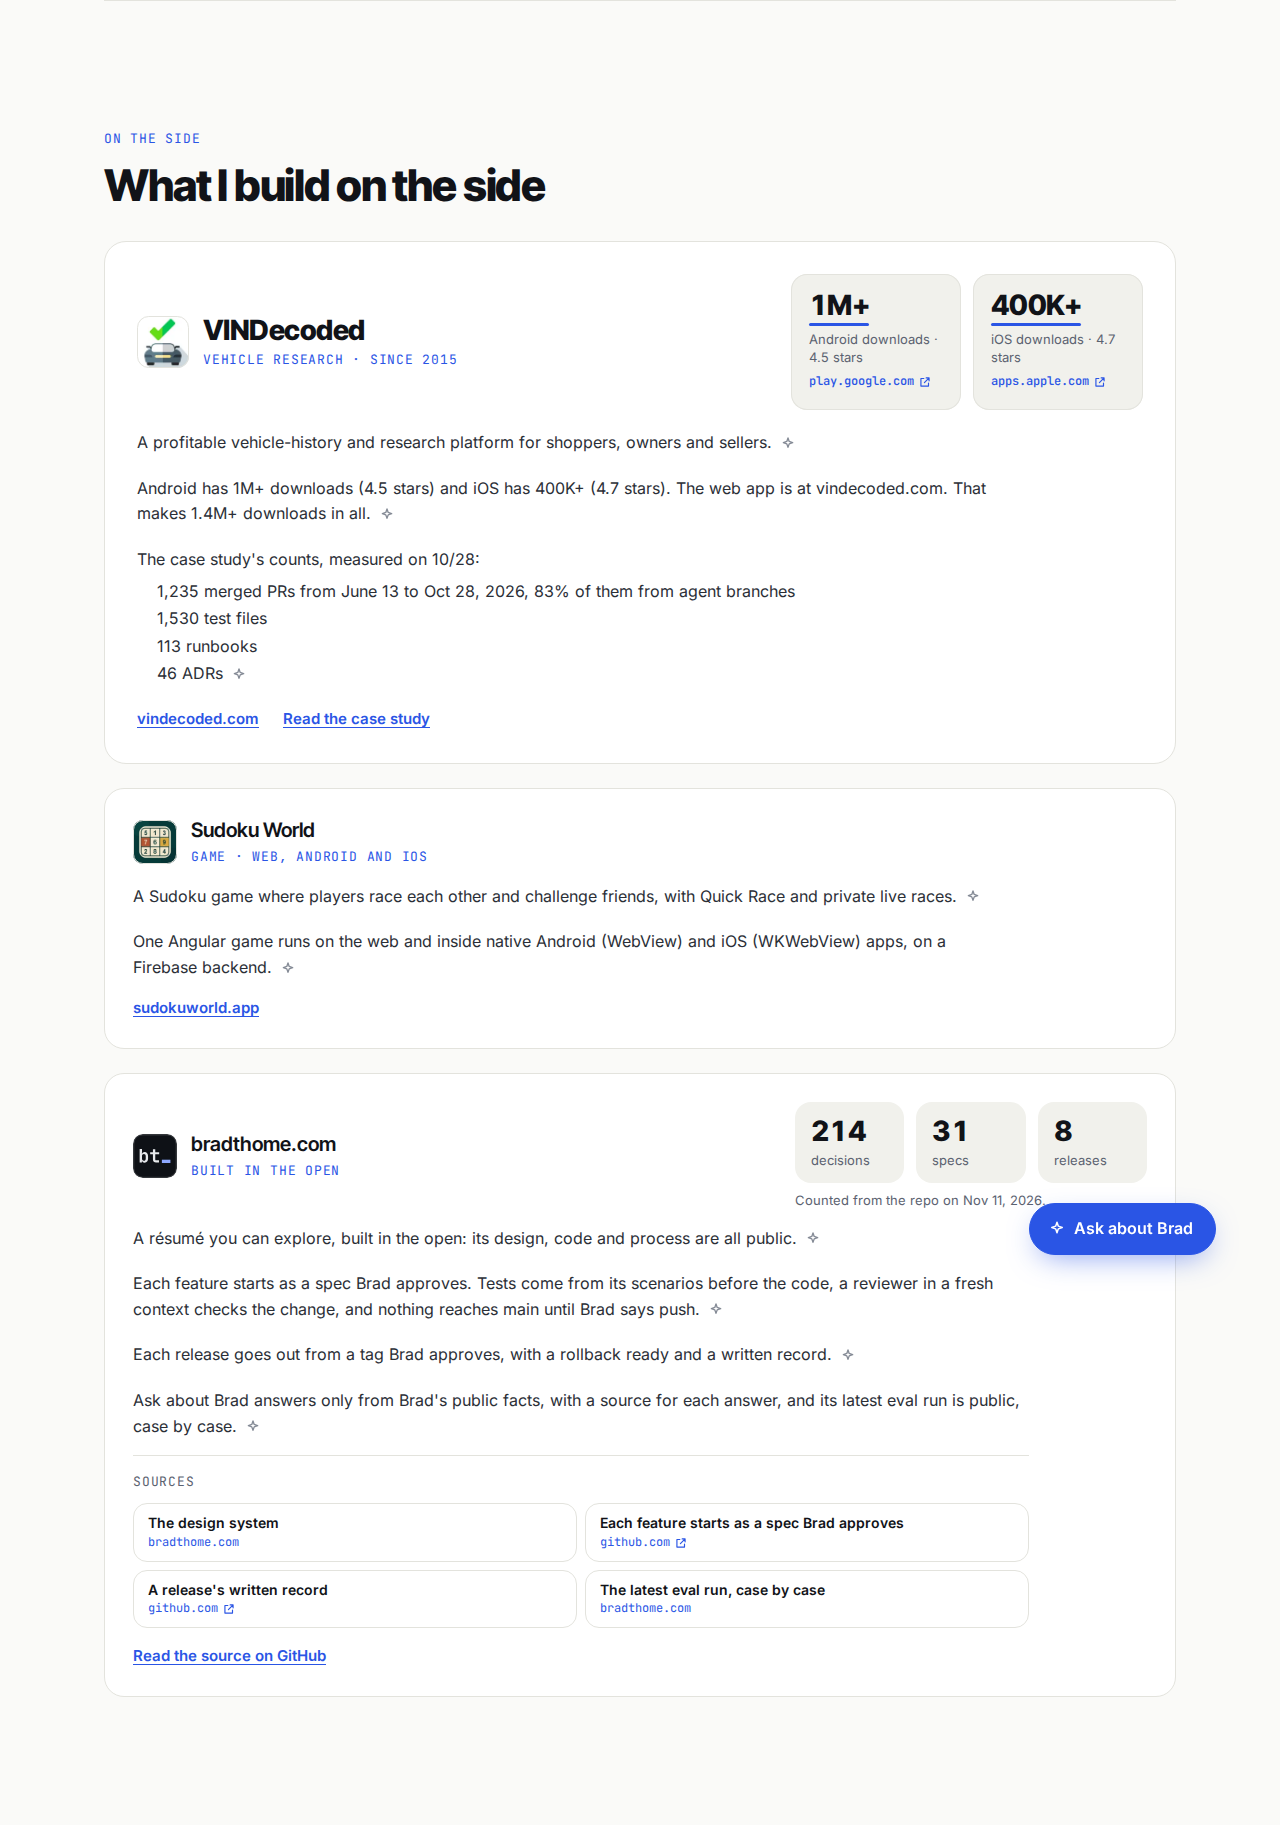 ON THE SIDE
What I build on the side
VINDecoded
VEHICLE RESEARCH · SINCE 2015
1M+
Android downloads ·
4.5 stars
play.google.com
400K+
iOS downloads · 4.7
stars
apps.apple.com
A profitable vehicle-history and research platform for shoppers, owners and sellers.
Android has 1M+ downloads (4.5 stars) and iOS has 400K+ (4.7 stars). The web app is at vindecoded.com. That
makes 1.4M+ downloads in all.
The case study's counts, measured on 10/28:
1,235 merged PRs from June 13 to Oct 28, 2026, 83% of them from agent branches
1,530 test files
113 runbooks
46 ADRs
vindecoded.com
Read the case study
5 1 3
7 6 9
2 8 4
Sudoku World
GAME · WEB, ANDROID AND IOS
A Sudoku game where players race each other and challenge friends, with Quick Race and private live races.
One Angular game runs on the web and inside native Android (WebView) and iOS (WKWebView) apps, on a
Firebase backend.
sudokuworld.app
bt_
bradthome.com
BUILT IN THE OPEN
214
decisions
31
specs
8
releases
Counted from the repo on Nov 11, 2026.
Ask about Brad
A résumé you can explore, built in the open: its design, code and process are all public.
Each feature starts as a spec Brad approves. Tests come from its scenarios before the code, a reviewer in a fresh
context checks the change, and nothing reaches main until Brad says push.
Each release goes out from a tag Brad approves, with a rollback ready and a written record.
Ask about Brad answers only from Brad's public facts, with a source for each answer, and its latest eval run is public,
case by case.
SOURCES
The design system
bradthome.com
Each feature starts as a spec Brad approves
github.com
A release's written record
github.com
The latest eval run, case by case
bradthome.com
Read the source on GitHub